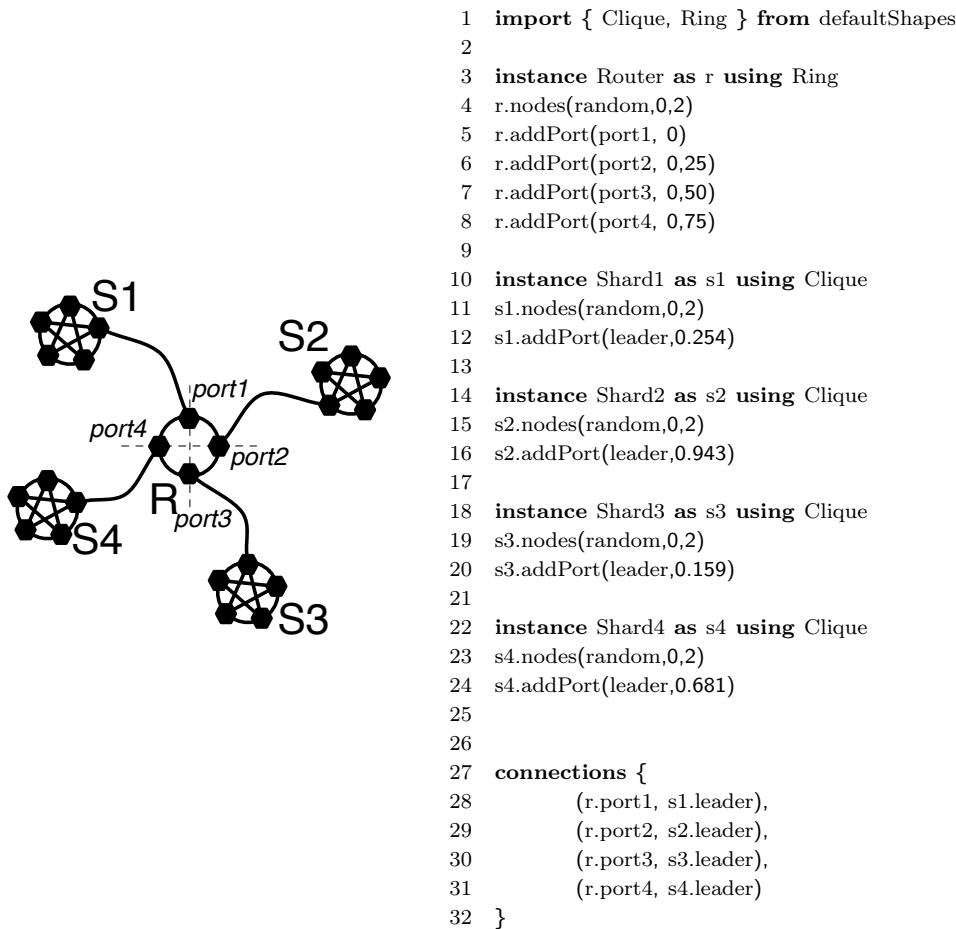 S1
S2
port1
port4
port2
R
port3
S4
S3
1 import { Clique, Ring } from defaultShapes
2
3 instance Router as r using Ring
4 r.nodes(random,0,2)
5 r.addPort(port1, 0)
6 r.addPort(port2, 0,25)
7 r.addPort(port3, 0,50)
8 r.addPort(port4, 0,75)
9
10 instance Shard1 as s1 using Clique
11 s1.nodes(random,0,2)
12 s1.addPort(leader,0.254)
13
14 instance Shard2 as s2 using Clique
15 s2.nodes(random,0,2)
16 s2.addPort(leader,0.943)
17
18 instance Shard3 as s3 using Clique
19 s3.nodes(random,0,2)
20 s3.addPort(leader,0.159)
21
22 instance Shard4 as s4 using Clique
23 s4.nodes(random,0,2)
24 s4.addPort(leader,0.681)
25
26
27 connections {
28 (r.port1, s1.leader),
29 (r.port2, s2.leader),
30 (r.port3, s3.leader),
31 (r.port4, s4.leader)
32 }